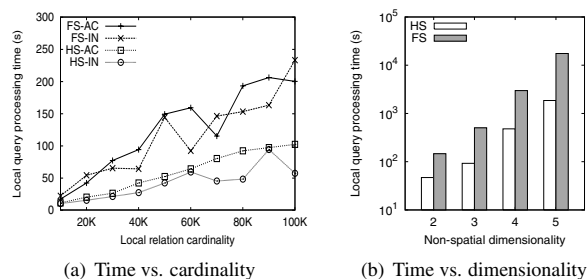 Local query processing time (s)
300
250
200
150
100
50
0
FS-AC
FS-IN
HS-AC
HS-IN
20K 40K 60K 80K 100K
Local relation cardinality
(a) Time vs. cardinality
Local query processing time (s)
10^5
10^4
10^3
10^2
10^1
HS
FS
2 3 4 5
Non-spatial dimensionality
(b) Time vs. dimensionality